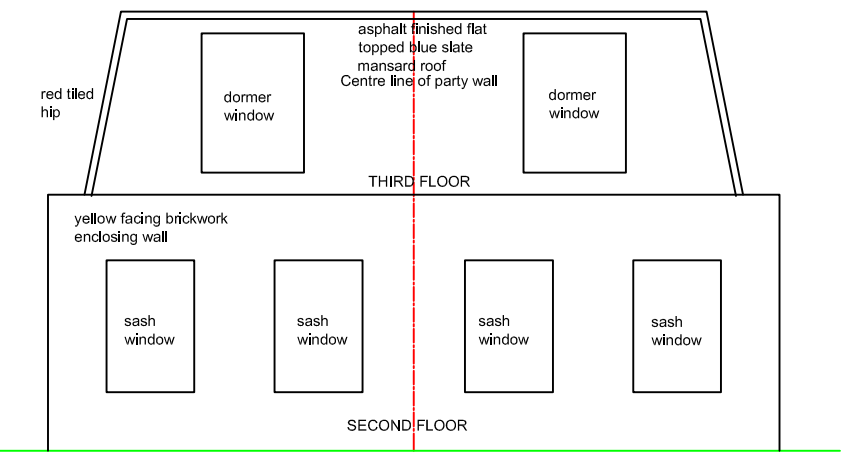 asphalt finished flat
topped blue slate
mansard roof
Centre line of party wall
red tiled
hip
dormer
window
dormer
window
THIRD FLOOR
yellow facing brickwork
enclosing wall
sash
window
sash
window
sash
window
sash
window
SECOND FLOOR